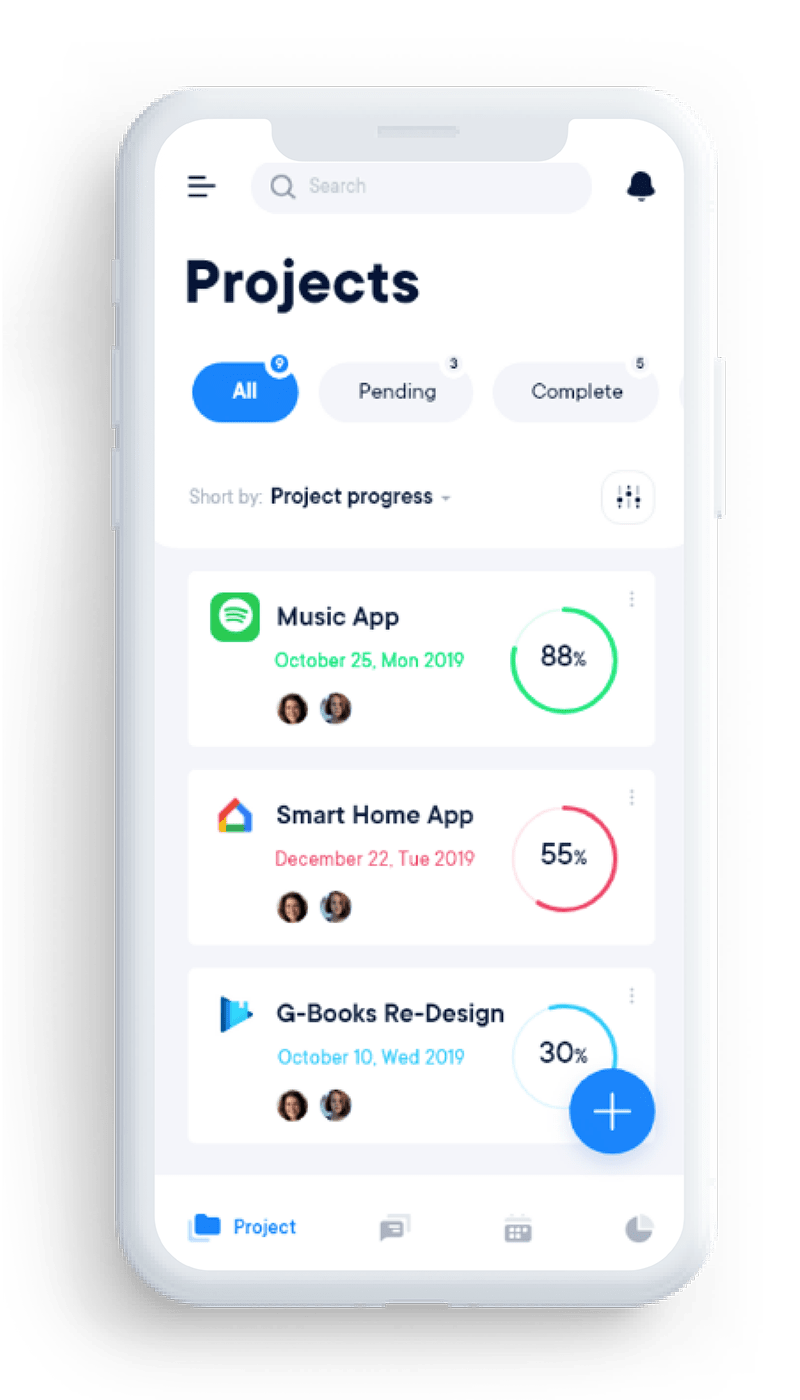 Search
Projects
All 9
Pending 3
Complete 5
Short by: Project progress
Music App
October 25, Mon 2019
88%
Smart Home App
December 22, Tue 2019
55%
G-Books Re-Design
October 10, Wed 2019
30%
Project